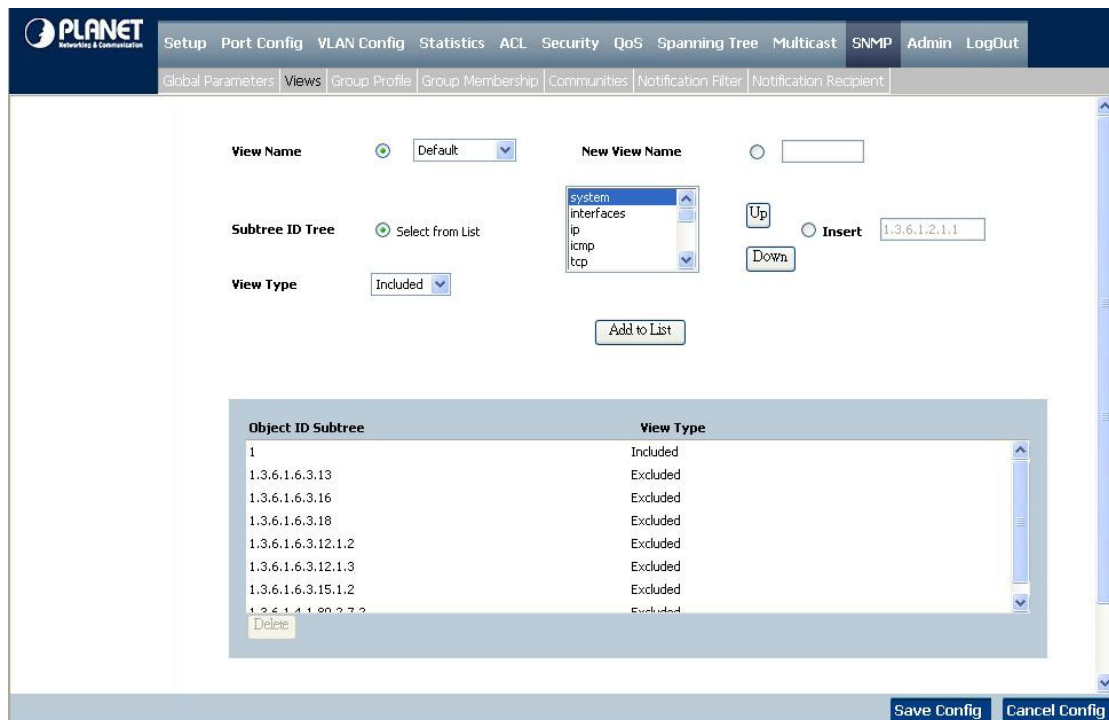 PLANET
Networking & Communication
Setup Port Config VLAN Config Statistics ACL Security QoS Spanning Tree Multicast SNMP Admin LogOut
Global Parameters Views Group Profile Group Membership Communities Notification Filter Notification Recipient
View Name Default New View Name
Subtree ID Tree Select from List
system
interfaces
ip
icmp
tcp
Up
Down
Insert 1.3.6.1.2.1.1
View Type Included
Add to List
Object ID Subtree View Type
1 Included
1.3.6.1.6.3.13 Excluded
1.3.6.1.6.3.16 Excluded
1.3.6.1.6.3.18 Excluded
1.3.6.1.6.3.12.1.2 Excluded
1.3.6.1.6.3.12.1.3 Excluded
1.3.6.1.6.3.15.1.2 Excluded
Excluded
Delete
Save Config Cancel Config